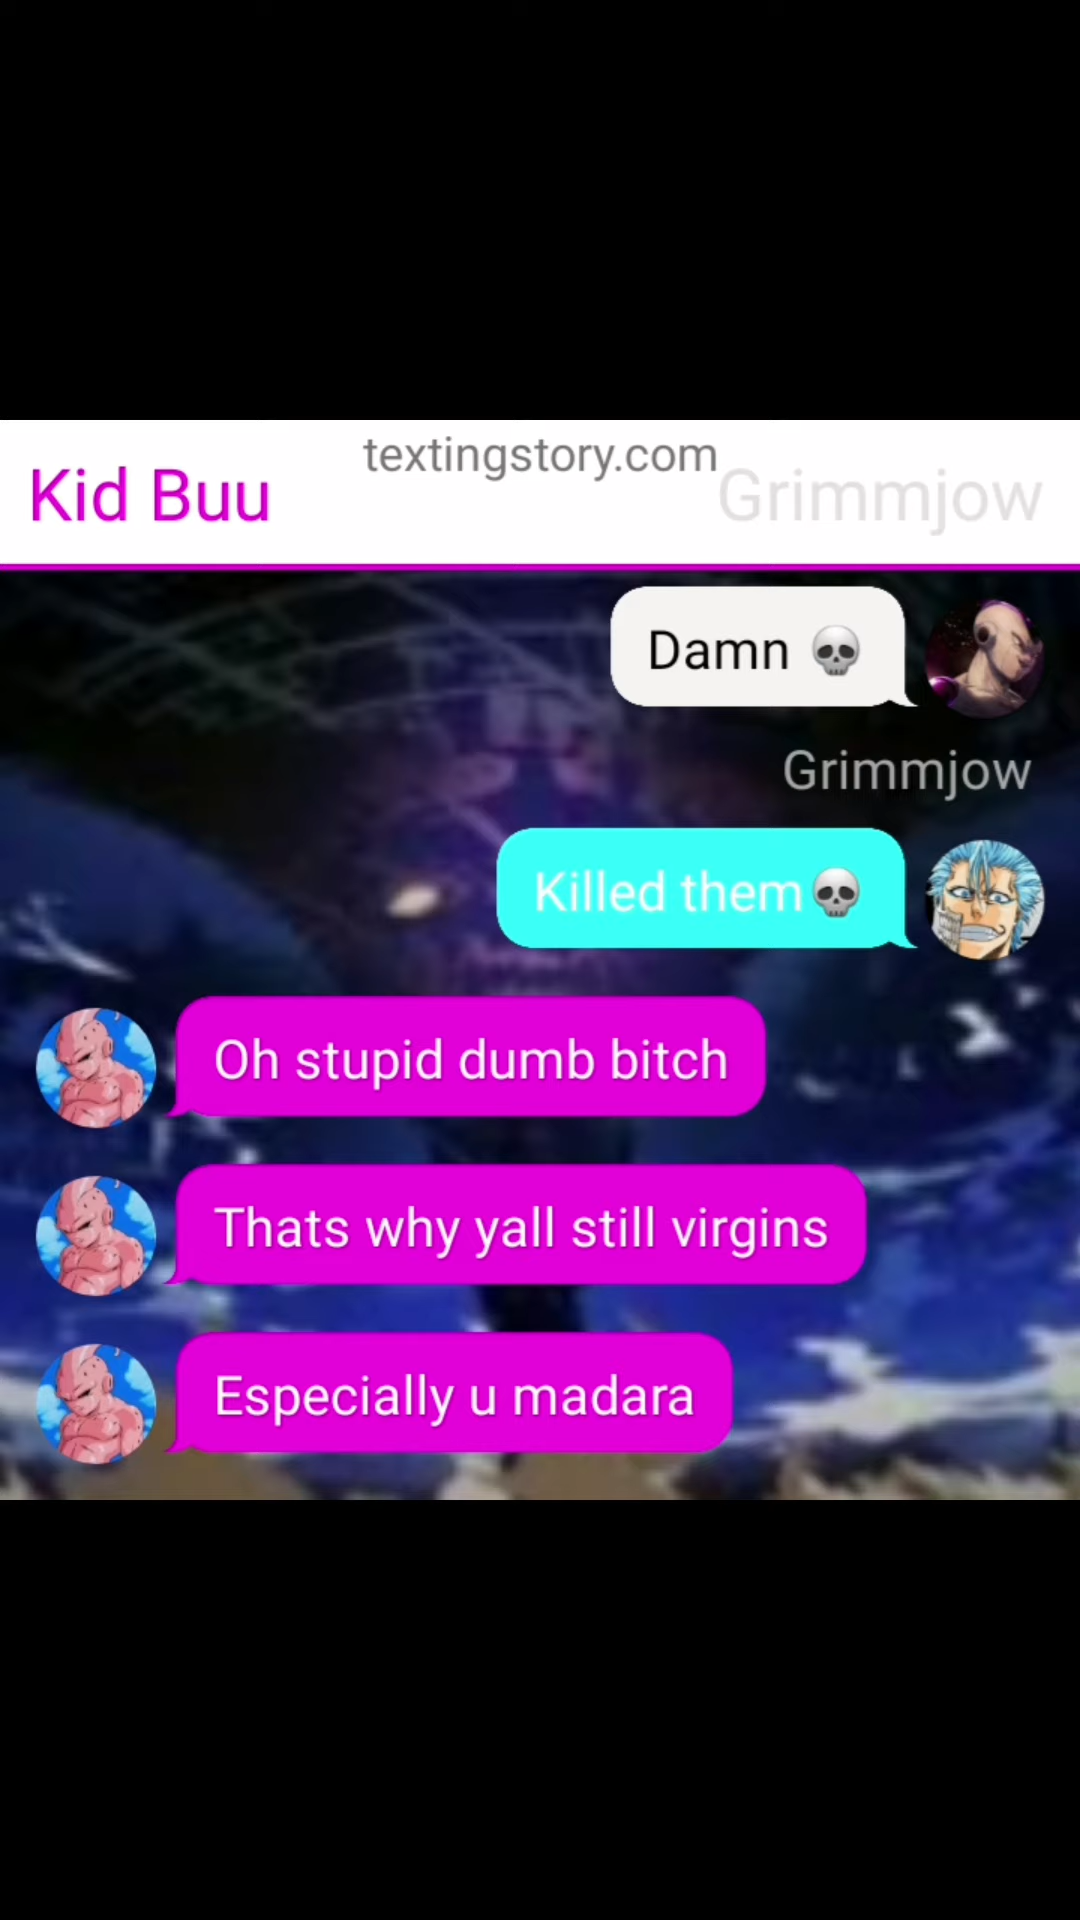 textingstory.com
Kid Buu
Grimmjow
Damn 💀
Grimmjow
Killed them💀
Oh stupid dumb bitch
Thats why yall still virgins
Especially u madara